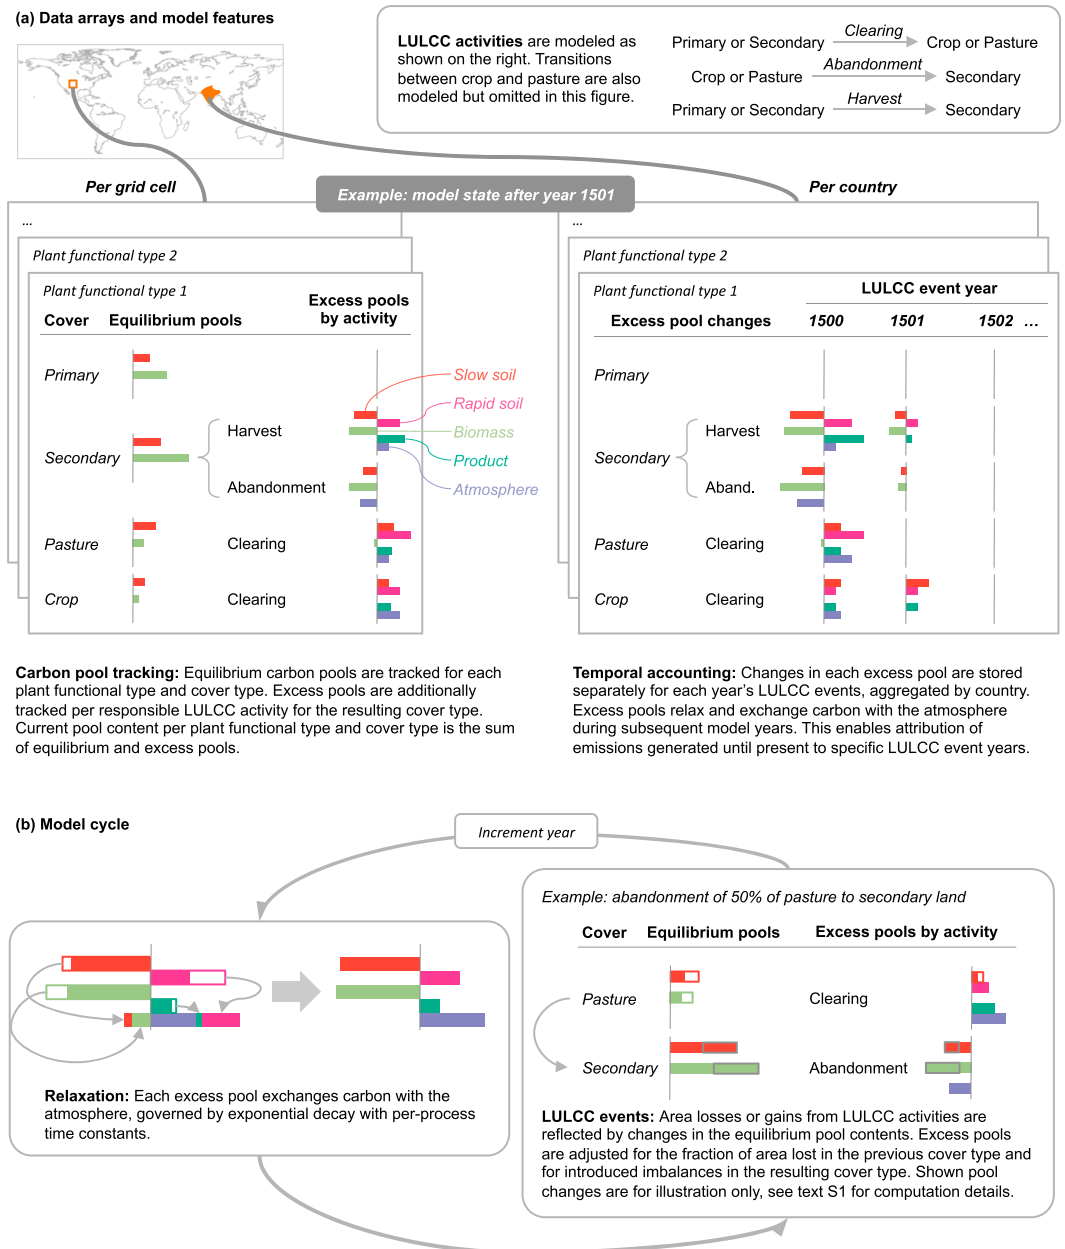 (a) Data arrays and model features
LULCC activities are modeled as
shown on the right. Transitions
between crop and pasture are also
modeled but omitted in this figure.
Primary or Secondary Clearing Crop or Pasture
Crop or Pasture Abandonment Secondary
Primary or Secondary Harvest Secondary
Per grid cell
Example: model state after year 1501
Per country
...
Plant functional type 2
Plant functional type 1
Cover Equilibrium pools Excess pools
by activity
Primary
Secondary
Harvest
Abandonment
Pasture Clearing
Crop Clearing
Slow soil
Rapid soil
Biomass
Product
Atmosphere
...
Plant functional type 2
Plant functional type 1
LULCC event year
Excess pool changes 1500 1501 1502 ...
Primary
Secondary
Harvest
Aband.
Pasture Clearing
Crop Clearing
Carbon pool tracking: Equilibrium carbon pools are tracked for each
plant functional type and cover type. Excess pools are additionally
tracked per responsible LULCC activity for the resulting cover type.
Current pool content per plant functional type and cover type is the sum
of equilibrium and excess pools.
Temporal accounting: Changes in each excess pool are stored
separately for each year's LULCC events, aggregated by country.
Excess pools relax and exchange carbon with the atmosphere
during subsequent model years. This enables attribution of
emissions generated until present to specific LULCC event years.
(b) Model cycle
Increment year
Relaxation: Each excess pool exchanges carbon with the
atmosphere, governed by exponential decay with per-process
time constants.
Example: abandonment of 50% of pasture to secondary land
Cover Equilibrium pools Excess pools by activity
Pasture Clearing
Secondary Abandonment
LULCC events: Area losses or gains from LULCC activities are
reflected by changes in the equilibrium pool contents. Excess pools
are adjusted for the fraction of area lost in the previous cover type and
for introduced imbalances in the resulting cover type. Shown pool
changes are for illustration only, see text S1 for computation details.